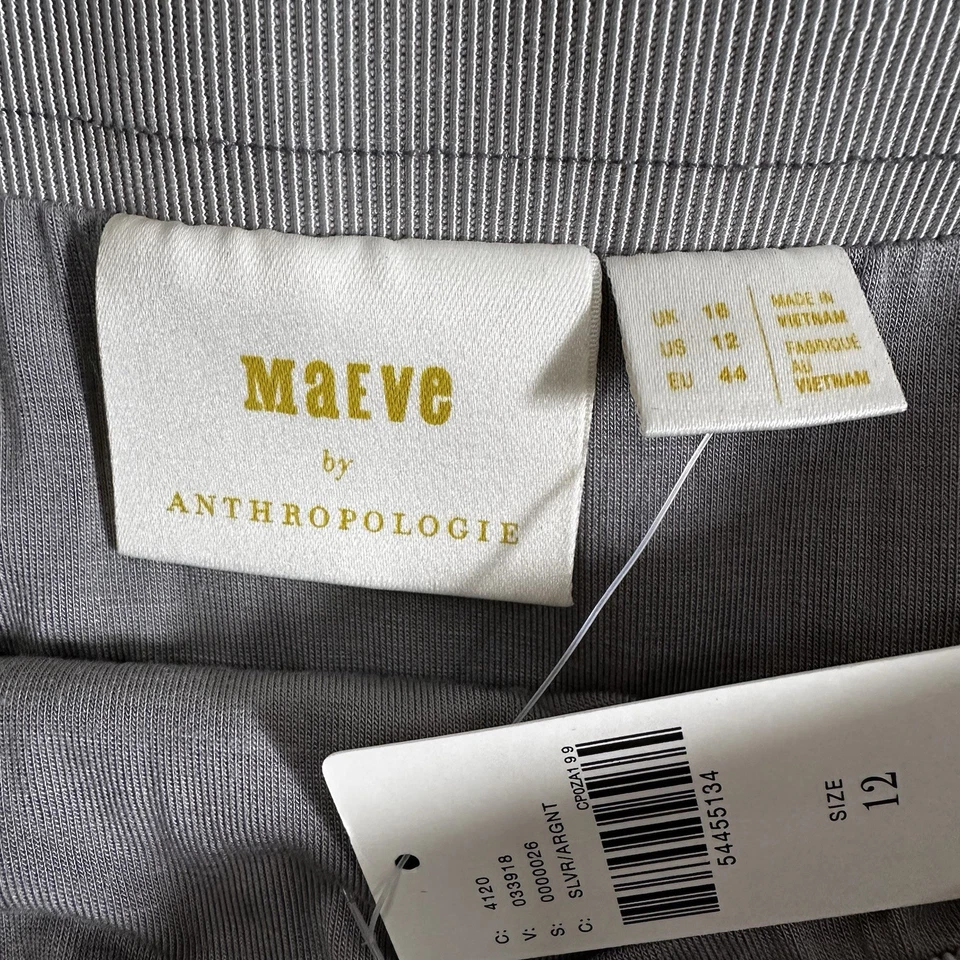 MaEve
by
ANTHROPOLOGIE
UK 16
US 12
EU 44
MADE IN
VIETNAM
FABRIQUÉ
AU
VIETNAM
C: 4120
V: 033918
S: 0000026
C: SLVR/ARGNT
CP0ZA199
54455134
SIZE
12